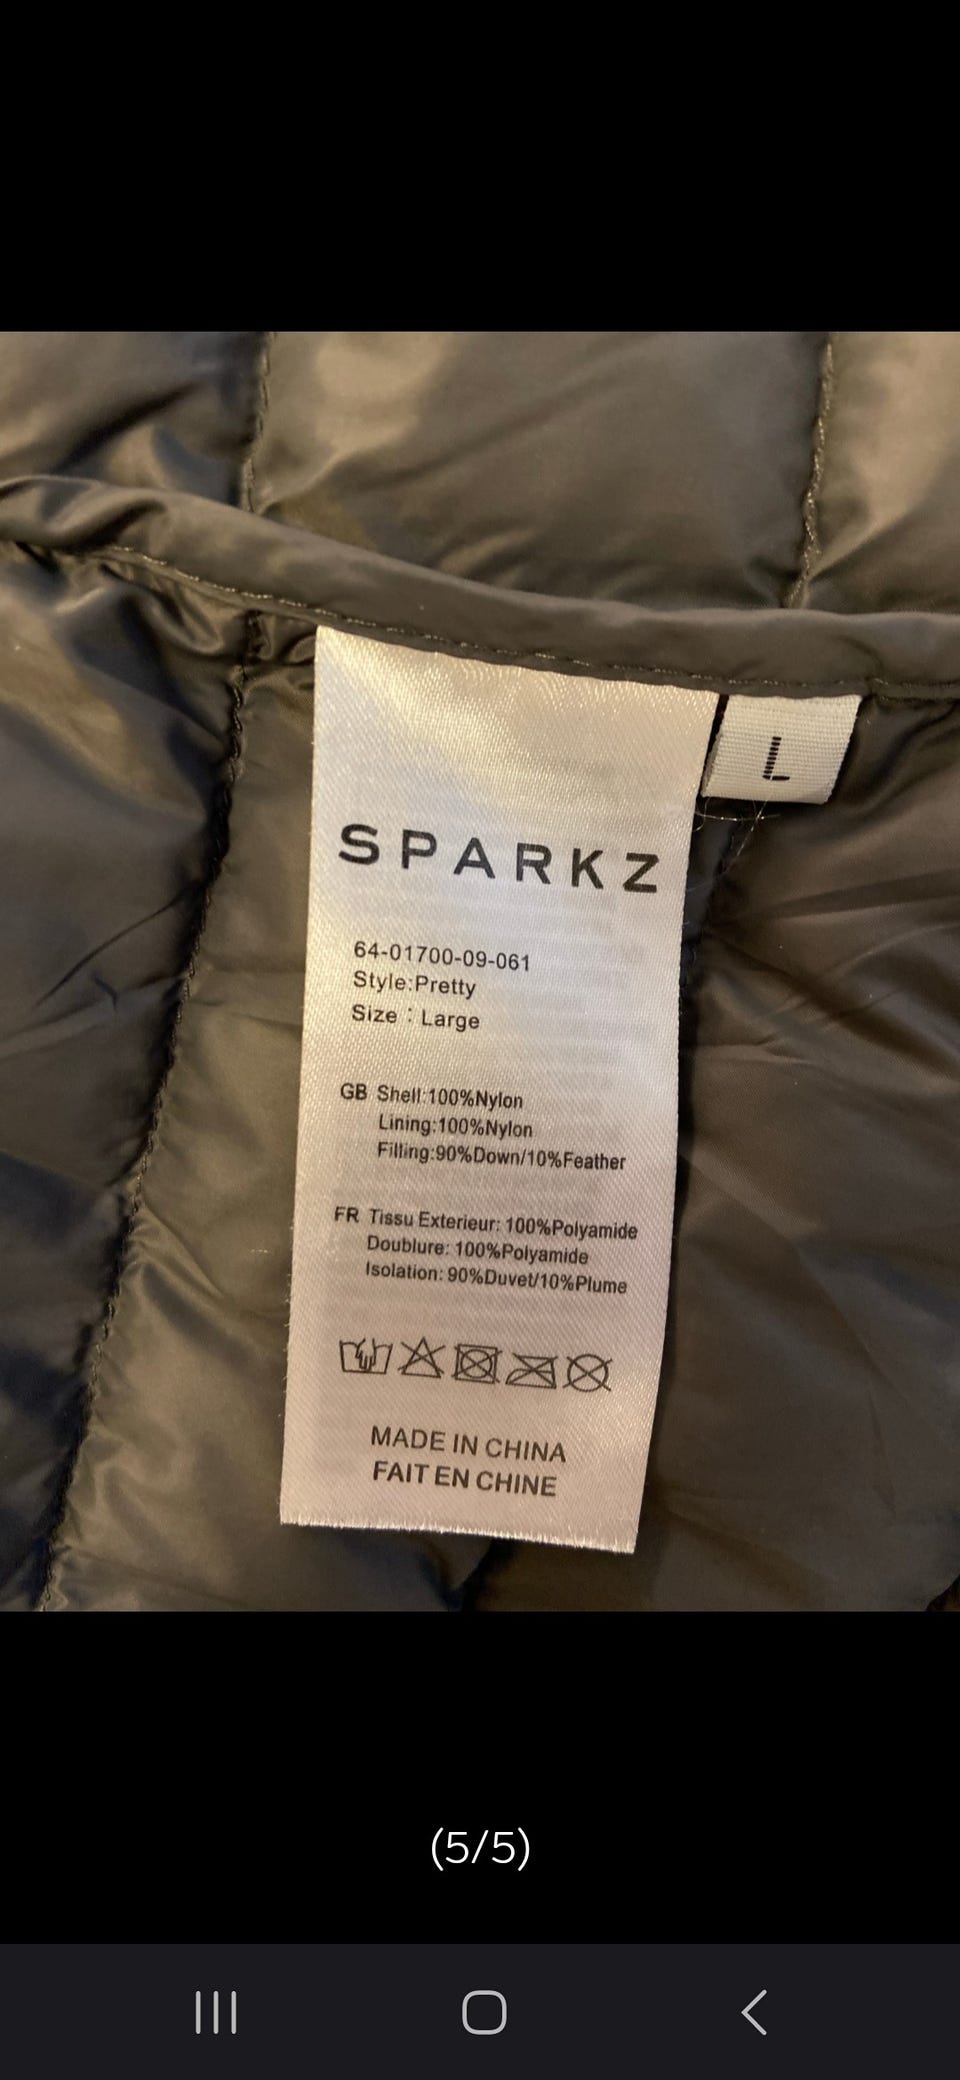 L
SPARKZ
64-01700-09-061
Style:Pretty
Size : Large
GB Shell:100%Nylon
Lining:100%Nylon
Filling:90%Down/10%Feather
FR Tissu Exterieur: 100%Polyamide
Doublure: 100%Polyamide
Isolation: 90%Duvet/10%Plume
MADE IN CHINA
FAIT EN CHINE
(5/5)